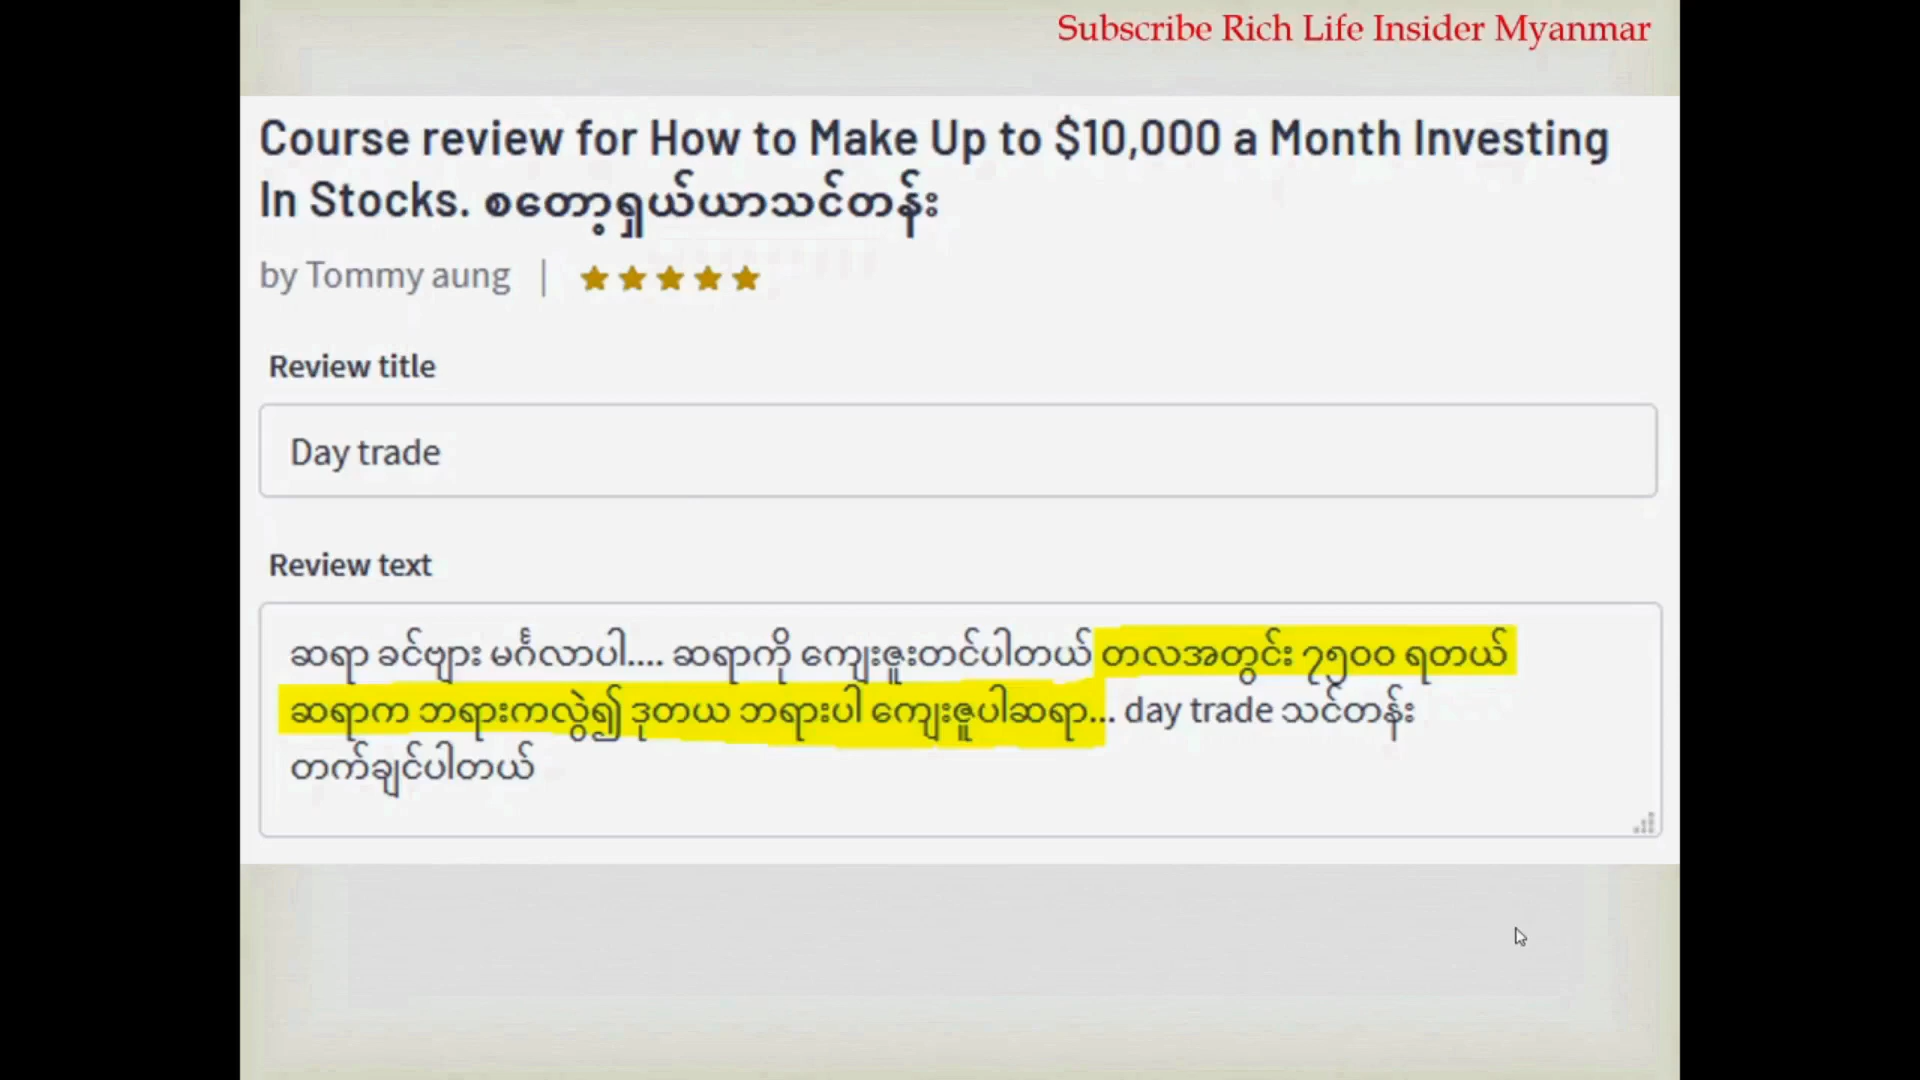 Subscribe Rich Life Insider Myanmar
Course review for How to Make Up to $10,000 a Month Investing
In Stocks. စတော့ရှယ်ယာသင်တန်း
by Tommy aung |
Review title
Day trade
Review text
ဆရာ ခင်ဗျား မင်္ဂလာပါ.... ဆရာကို ကျေးဇူးတင်ပါတယ် တလအတွင်း ၇၅၀၀ ရတယ်
ဆရာက ဘရားကလွဲ၍ ဒုတယ ဘရားပါ ကျေးဇူပါဆရာ... day trade သင်တန်း
တက်ချင်ပါတယ်